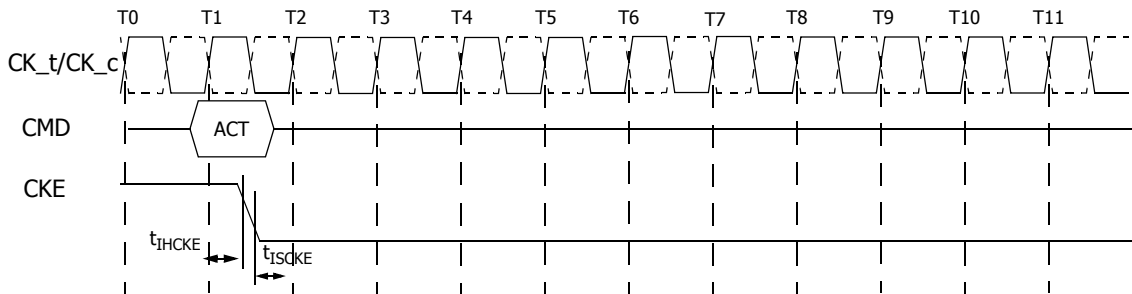 T0 T1 T2 T3 T4 T5 T6 T7 T8 T9 T10 T11
CK_t/CK_c
CMD ACT
CKE
tIHCKE
tISCKE